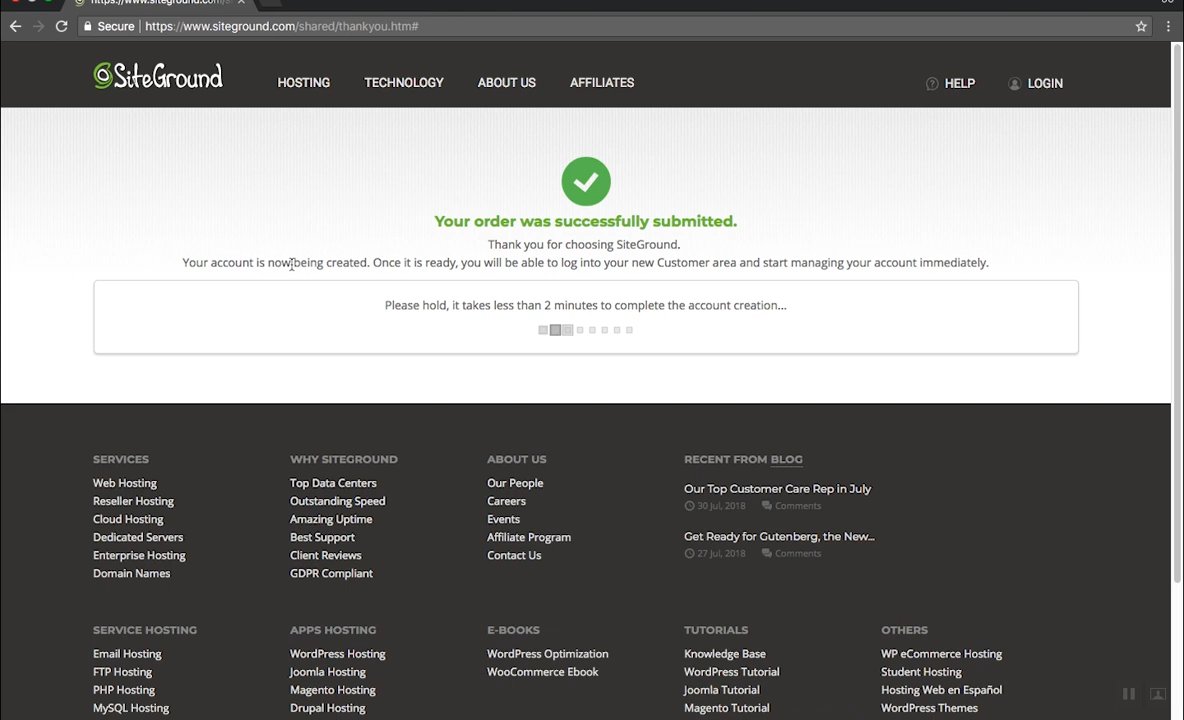 https://www.siteground.com/s
Secure
https://www.siteground.com/shared/thankyou.htm#
SiteGround
HOSTING
TECHNOLOGY
ABOUT US
AFFILIATES
HELP
LOGIN
Your order was successfully submitted.
Thank you for choosing SiteGround.
Your account is now being created. Once it is ready, you will be able to log into your new Customer area and start managing your account immediately.
Please hold, it takes less than 2 minutes to complete the account creation...
SERVICES
Web Hosting
Reseller Hosting
Cloud Hosting
Dedicated Servers
Enterprise Hosting
Domain Names
WHY SITEGROUND
Top Data Centers
Outstanding Speed
Amazing Uptime
Best Support
Client Reviews
GDPR Compliant
ABOUT US
Our People
Careers
Events
Affiliate Program
Contact Us
RECENT FROM BLOG
Our Top Customer Care Rep in July
30 Jul, 2018 Comments
Get Ready for Gutenberg, the New...
27 Jul, 2018 Comments
SERVICE HOSTING
Email Hosting
FTP Hosting
PHP Hosting
MySQL Hosting
APPS HOSTING
WordPress Hosting
Joomla Hosting
Magento Hosting
Drupal Hosting
E-BOOKS
WordPress Optimization
WooCommerce Ebook
TUTORIALS
Knowledge Base
WordPress Tutorial
Joomla Tutorial
Magento Tutorial
OTHERS
WP eCommerce Hosting
Student Hosting
Hosting Web en Español
WordPress Themes